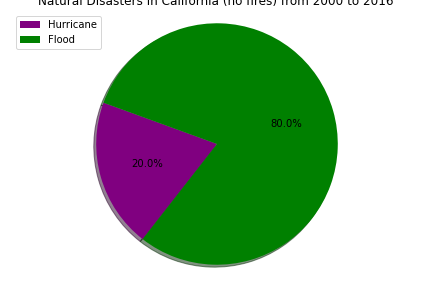 Natural Disasters in California (no fires) from 2000 to 2016
Hurricane
Flood
80.0%
20.0%